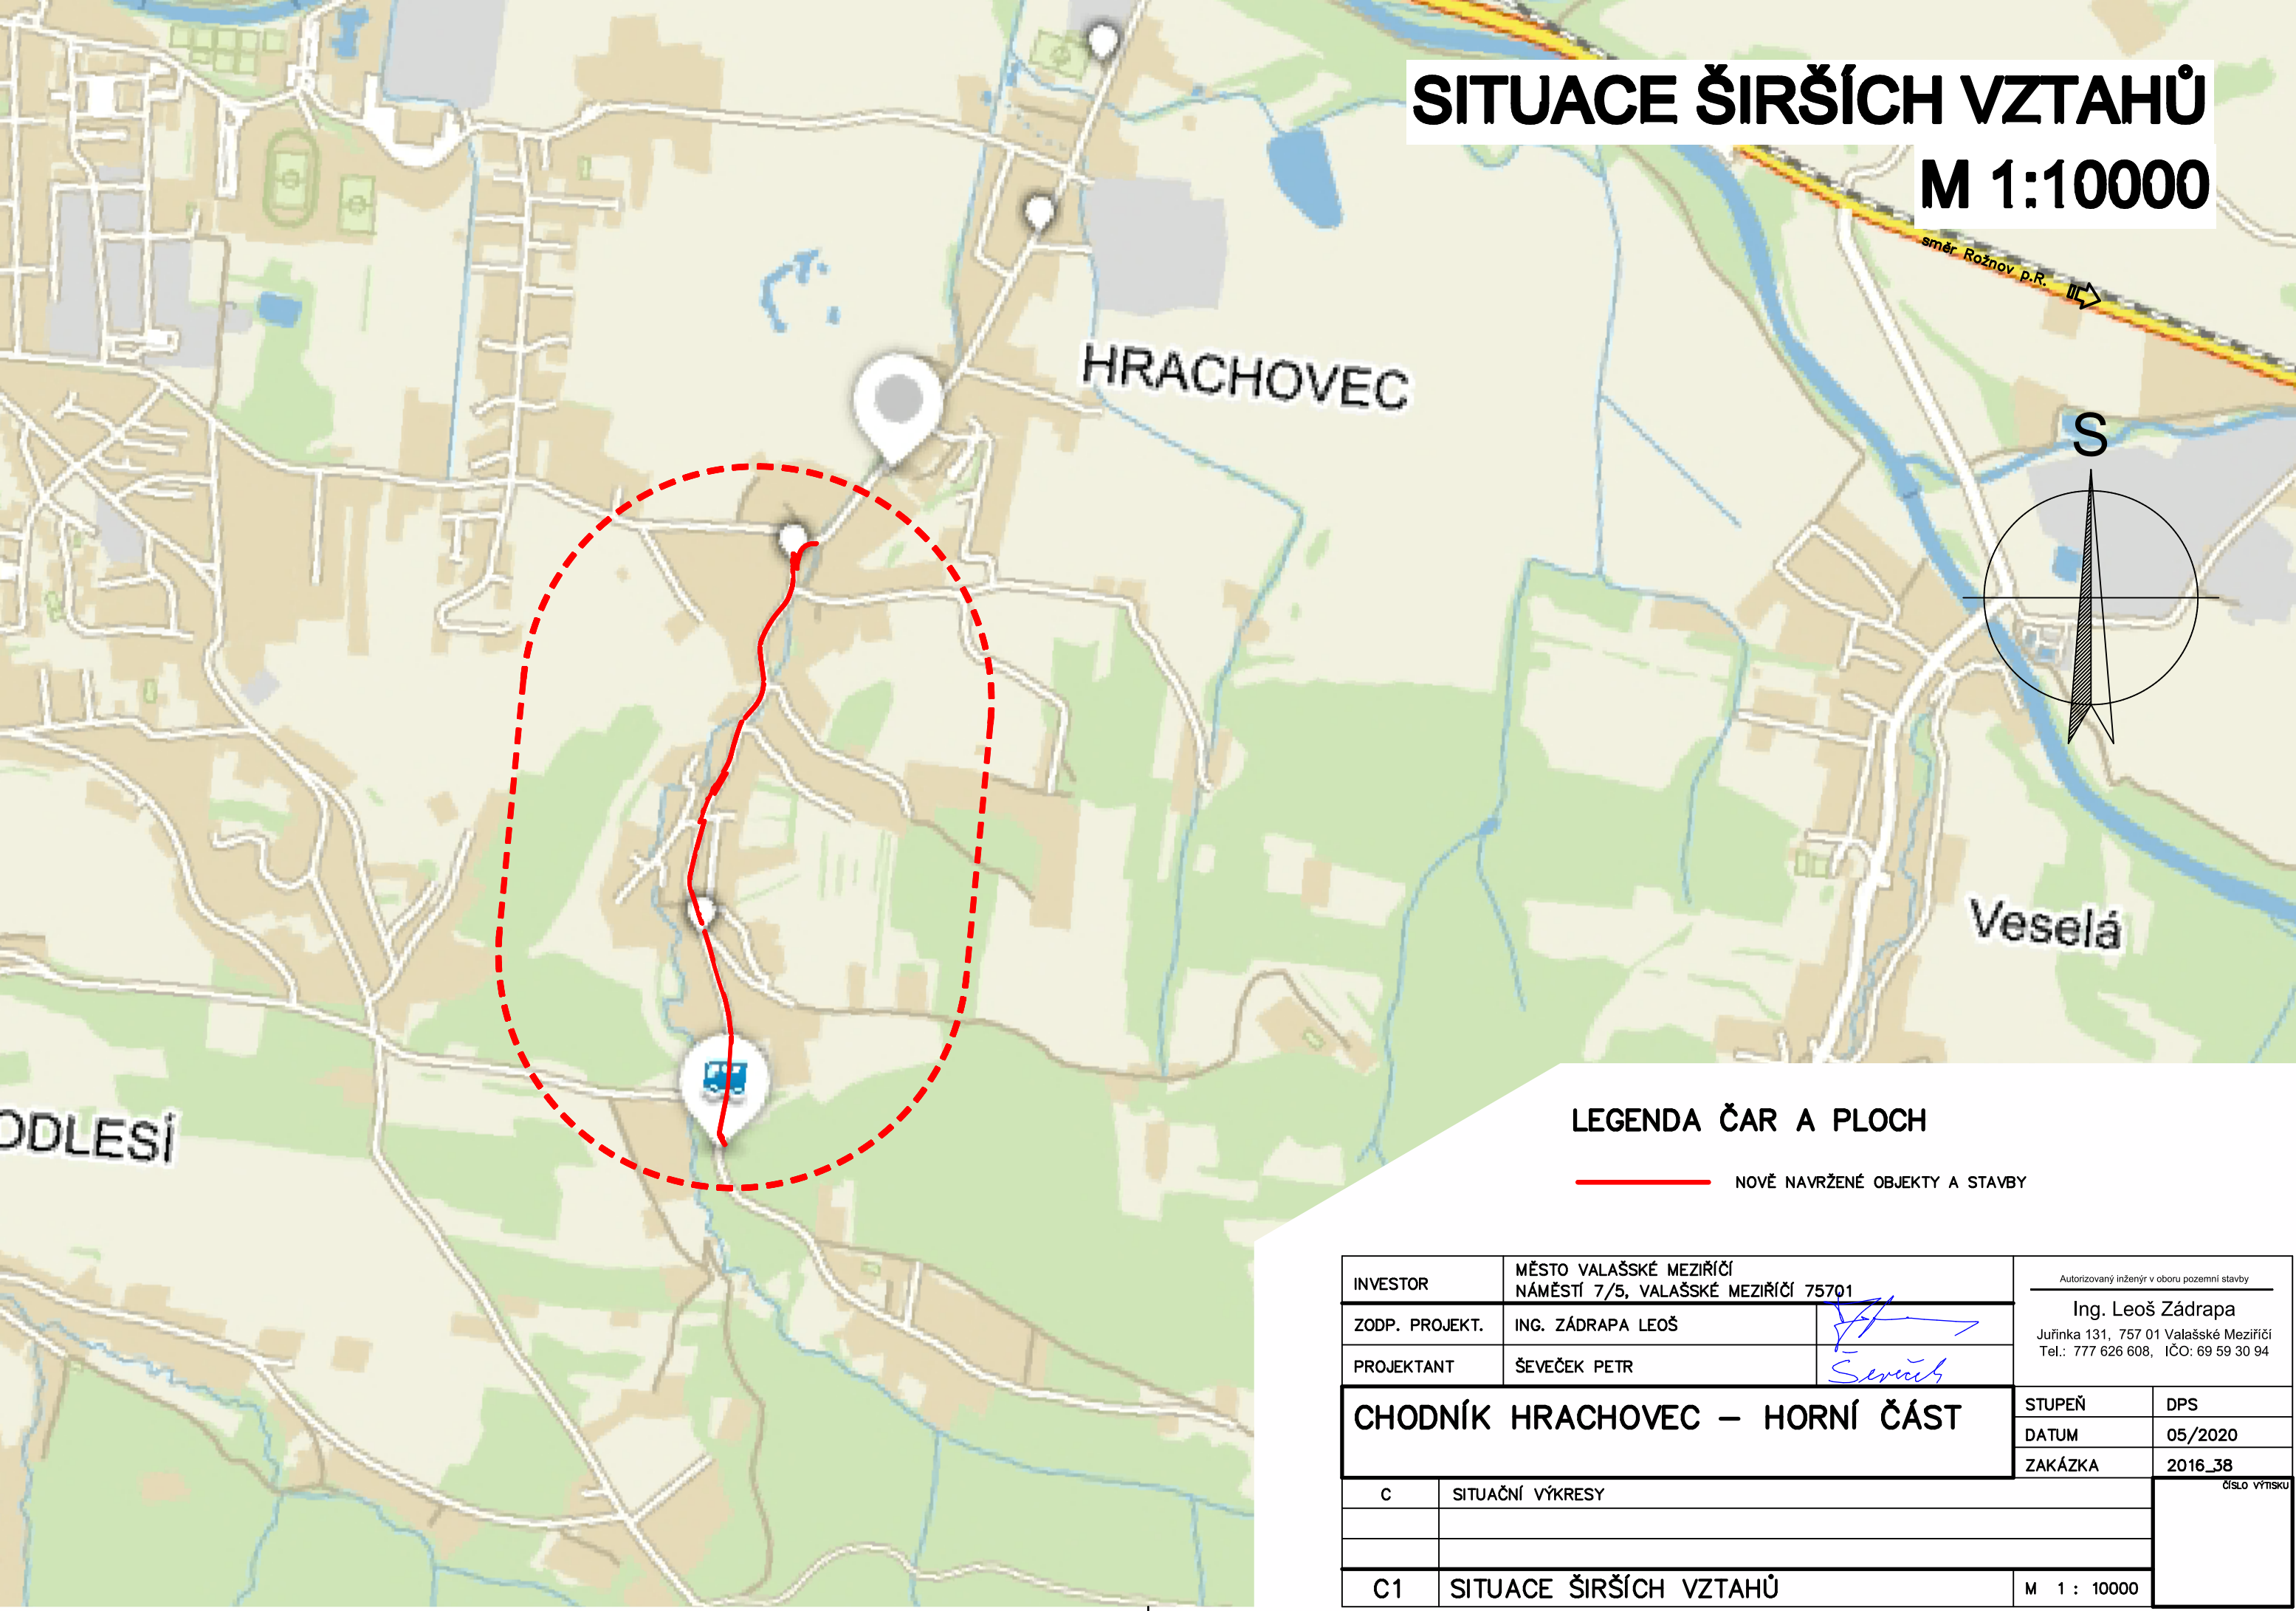 SITUACE ŠIRŠÍCH VZTAHŮ
M 1:10000
směr Rožnov p.R.
HRACHOVEC
S
Veselá
ODLESÍ
LEGENDA ČAR A PLOCH
NOVĚ NAVRŽENÉ OBJEKTY A STAVBY
INVESTOR
MĚSTO VALAŠSKÉ MEZIŘÍČÍ
NÁMĚSTÍ 7/5, VALAŠSKÉ MEZIŘÍČÍ 75701
ZODP. PROJEKT.
ING. ZÁDRAPA LEOŠ
PROJEKTANT
ŠEVEČEK PETR
Autorizovaný inženýr v oboru pozemní stavby
Ing. Leoš Zádrapa
Juřinka 131, 757 01 Valašské Meziříčí
Tel.: 777 626 608, IČO: 69 59 30 94
CHODNÍK HRACHOVEC – HORNÍ ČÁST
STUPEŇ DPS
DATUM 05/2020
ZAKÁZKA 2016_38
ČÍSLO VÝTISKU
C SITUAČNÍ VÝKRESY
C1 SITUACE ŠIRŠÍCH VZTAHŮ
M 1 : 10000